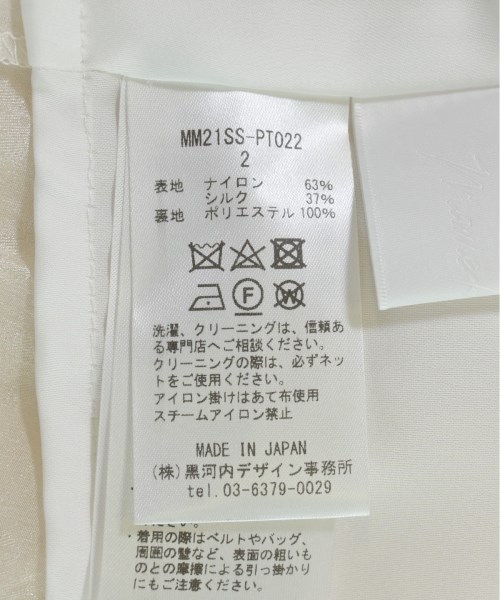 MM21SS-PT022
2
表地 ナイロン 63%
シルク 37%
裏地 ポリエステル 100%
F
W
洗濯、クリーニングは、信頼あ
る専門店へご相談ください。
クリーニングの際は、必ずネッ
トをご使用ください。
アイロン掛けはあて布使用
スチームアイロン禁止
MADE IN JAPAN
(株)黒河内デザイン事務所
tel.03-6379-0029
ください。
・着用の際はベルトやバッグ、
周囲の壁など、表面の粗いも
のとの摩擦による引っ掛かり
にもご注意ください。